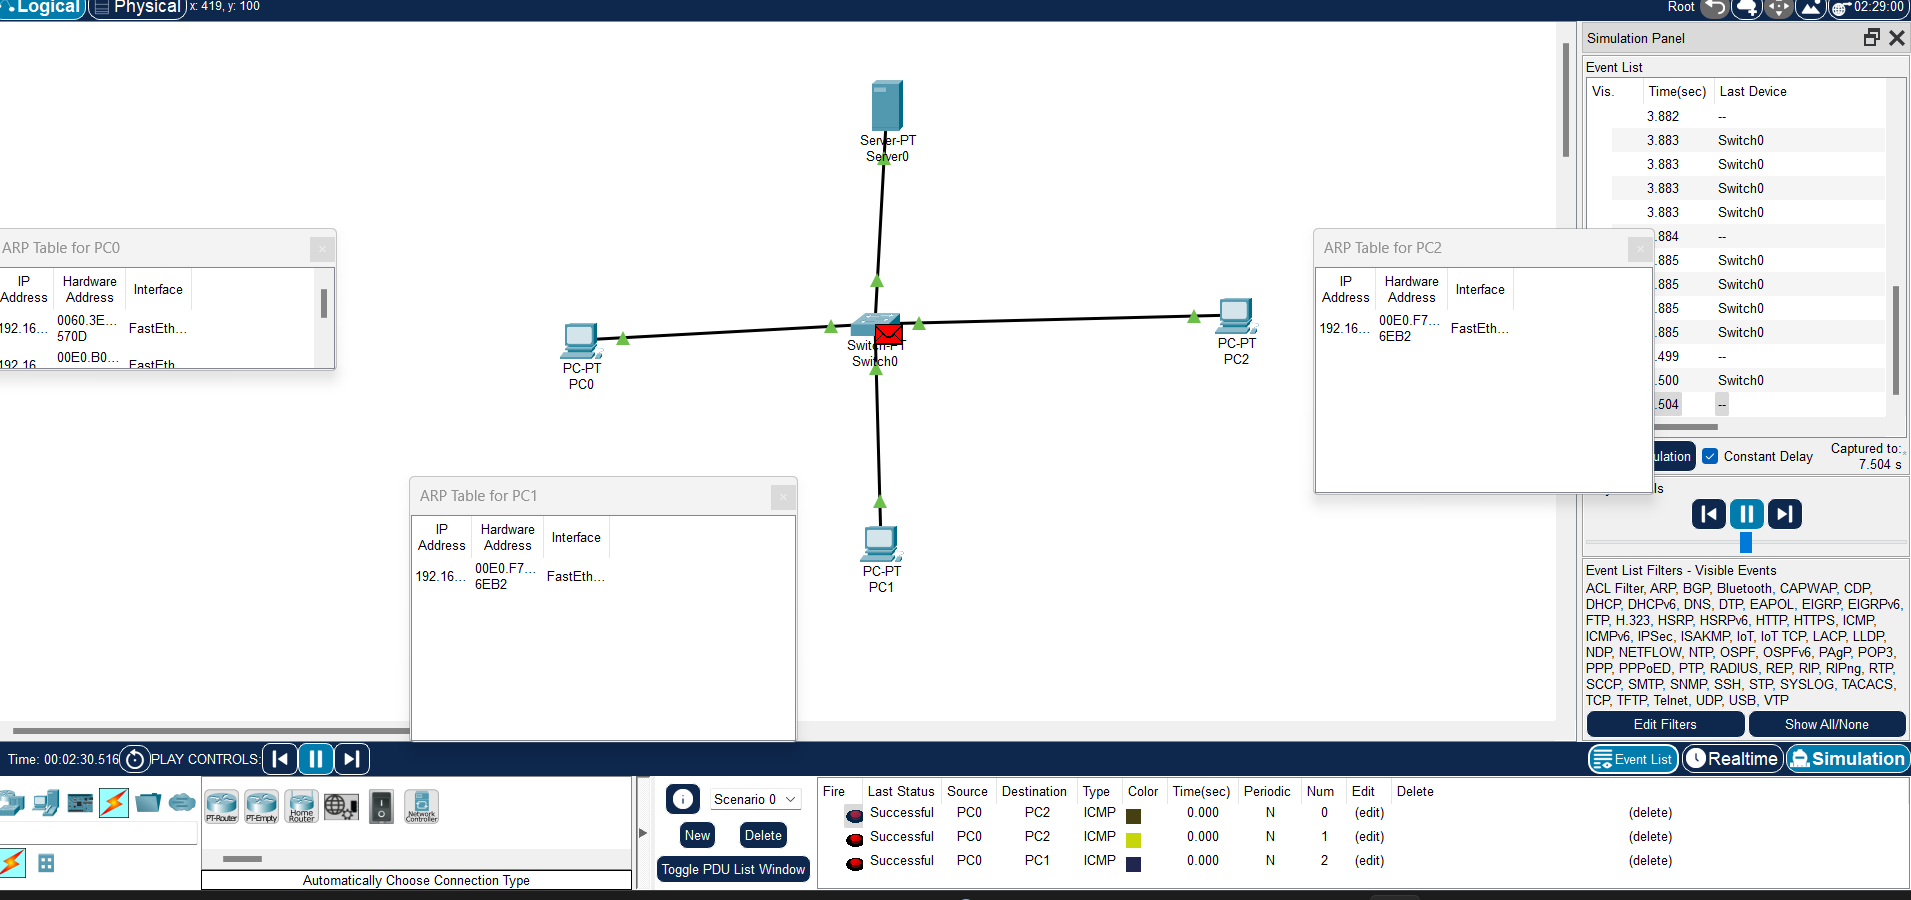 Logical Physical x: 419, y: 100
Root 02:29:00
Simulation Panel
Event List
Vis. Time(sec) Last Device
3.882 --
3.883 Switch0
3.883 Switch0
3.883 Switch0
3.883 Switch0
.884 --
.885 Switch0
.885 Switch0
.885 Switch0
.885 Switch0
.499 --
.500 Switch0
.504 --
ulation Constant Delay Captured to:
7.504 s
ls
Event List Filters - Visible Events
ACL Filter, ARP, BGP, Bluetooth, CAPWAP, CDP,
DHCP, DHCPv6, DNS, DTP, EAPOL, EIGRP, EIGRPv6,
FTP, H.323, HSRP, HSRPv6, HTTP, HTTPS, ICMP,
ICMPv6, IPSec, ISAKMP, IoT, IoT TCP, LACP, LLDP,
NDP, NETFLOW, NTP, OSPF, OSPFv6, PAgP, POP3,
PPP, PPPoED, PTP, RADIUS, REP, RIP, RIPng, RTP,
SCCP, SMTP, SNMP, SSH, STP, SYSLOG, TACACS,
TCP, TFTP, Telnet, UDP, USB, VTP
Edit Filters Show All/None
Server-PT
Server0
Switch-PT
Switch0
PC-PT
PC0
PC-PT
PC2
PC-PT
PC1
ARP Table for PC0
IP Address Hardware Address Interface
192.16... 0060.3E... 570D FastEth...
192.16 00E0.B0... FastEth
ARP Table for PC1
IP Address Hardware Address Interface
192.16... 00E0.F7... 6EB2 FastEth...
ARP Table for PC2
IP Address Hardware Address Interface
192.16... 00E0.F7... 6EB2 FastEth...
Time: 00:02:30.516 PLAY CONTROLS:
Event List Realtime Simulation
PT-Router PT-Empty Home Router Network Controller
Automatically Choose Connection Type
Scenario 0
New Delete
Toggle PDU List Window
Fire Last Status Source Destination Type Color Time(sec) Periodic Num Edit Delete
Successful PC0 PC2 ICMP 0.000 N 0 (edit) (delete)
Successful PC0 PC2 ICMP 0.000 N 1 (edit) (delete)
Successful PC0 PC1 ICMP 0.000 N 2 (edit) (delete)